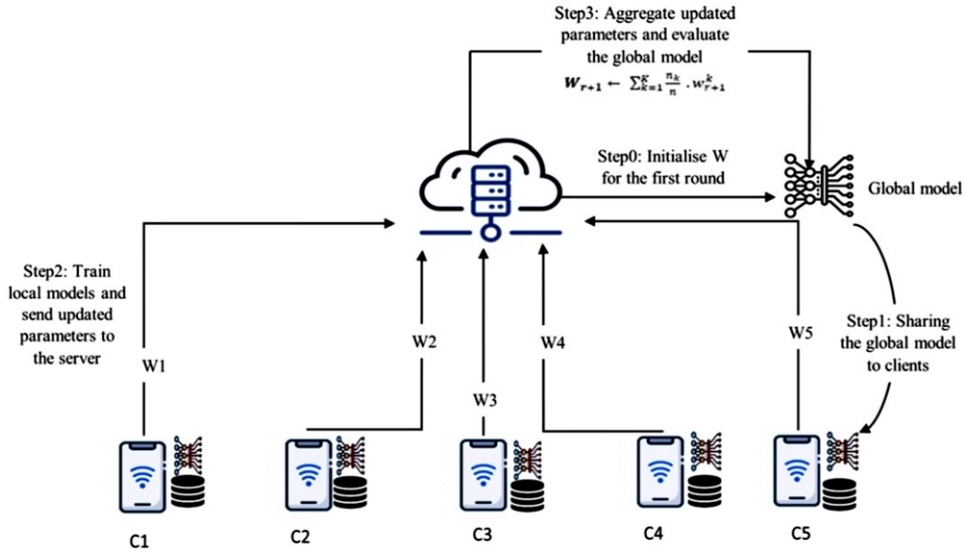 Step3: Aggregate updated
parameters and evaluate
the global model
W_{r+1} ← ∑_{k=1}^{K} \frac{n_k}{n} . w_{r+1}^{k}
Step0: Initialise W
for the first round
Global model
Step2: Train
local models and
send updated
parameters to
the server
W1
W2
W3
W4
W5
Step1: Sharing
the global model
to clients
C1
C2
C3
C4
C5